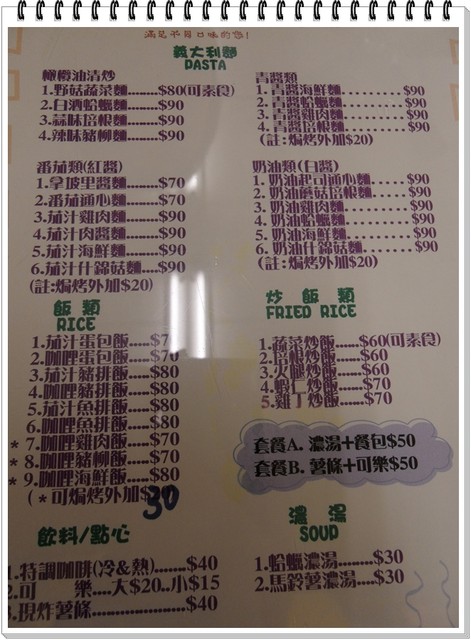 滿足不同口味的您!
義大利麵
PASTA
橄欖油清炒
1.野菇蔬菜麵........$80(可素食)
2.白酒蛤蠣麵........$90
3.蒜味培根麵........$90
4.辣味豬柳麵........$90
青醬類
1.青醬海鮮麵.........$90
2.青醬蛤蠣麵.........$90
3.青醬雞肉麵.........$90
4.青醬培根麵.........$90
(註:焗烤外加$20)
番茄類(紅醬)
1.拿坡里醬麵........$70
2.番茄通心麵........$70
3.茄汁雞肉麵........$90
4.茄汁肉醬麵........$90
5.茄汁海鮮麵........$90
6.茄汁什錦菇麵....$90
(註:焗烤外加$20)
奶油類(白醬)
1.奶油起司通心麵.....$90
2.奶油蘑菇培根麵.....$90
3.奶油雞肉麵........$90
4.奶油蛤蠣麵........$90
5.奶油海鮮麵........$90
6.奶油什錦菇麵.......$90
(註:焗烤外加$20)
飯類
RICE
1.茄汁蛋包飯.....$7
2.咖哩蛋包飯.....$70
3.茄汁豬排飯.....$80
4.咖哩豬排飯.....$80
5.茄汁魚排飯.....$80
6.咖哩魚排飯.....$80
*7.咖哩雞肉飯.....$70
*8.咖哩豬柳飯.....$70
*9.咖哩海鮮飯.....$80
(*可焗烤外加$30
炒飯類
FRIED RICE
1.蔬菜炒飯......$60(可素食)
2.培根炒飯......$60
3.火腿炒飯......$60
4.蝦仁炒飯......$70
5.雞丁炒飯......$70
套餐A. 濃湯+餐包$50
套餐B. 薯條+可樂$50
飲料/點心
1.特調咖啡(冷&熱).......$40
2.可 樂....大$20..小$15
3.現炸薯條....................$40
濃湯
SOUP
1.蛤蠣濃湯.......$30
2.馬鈴薯濃湯....$30